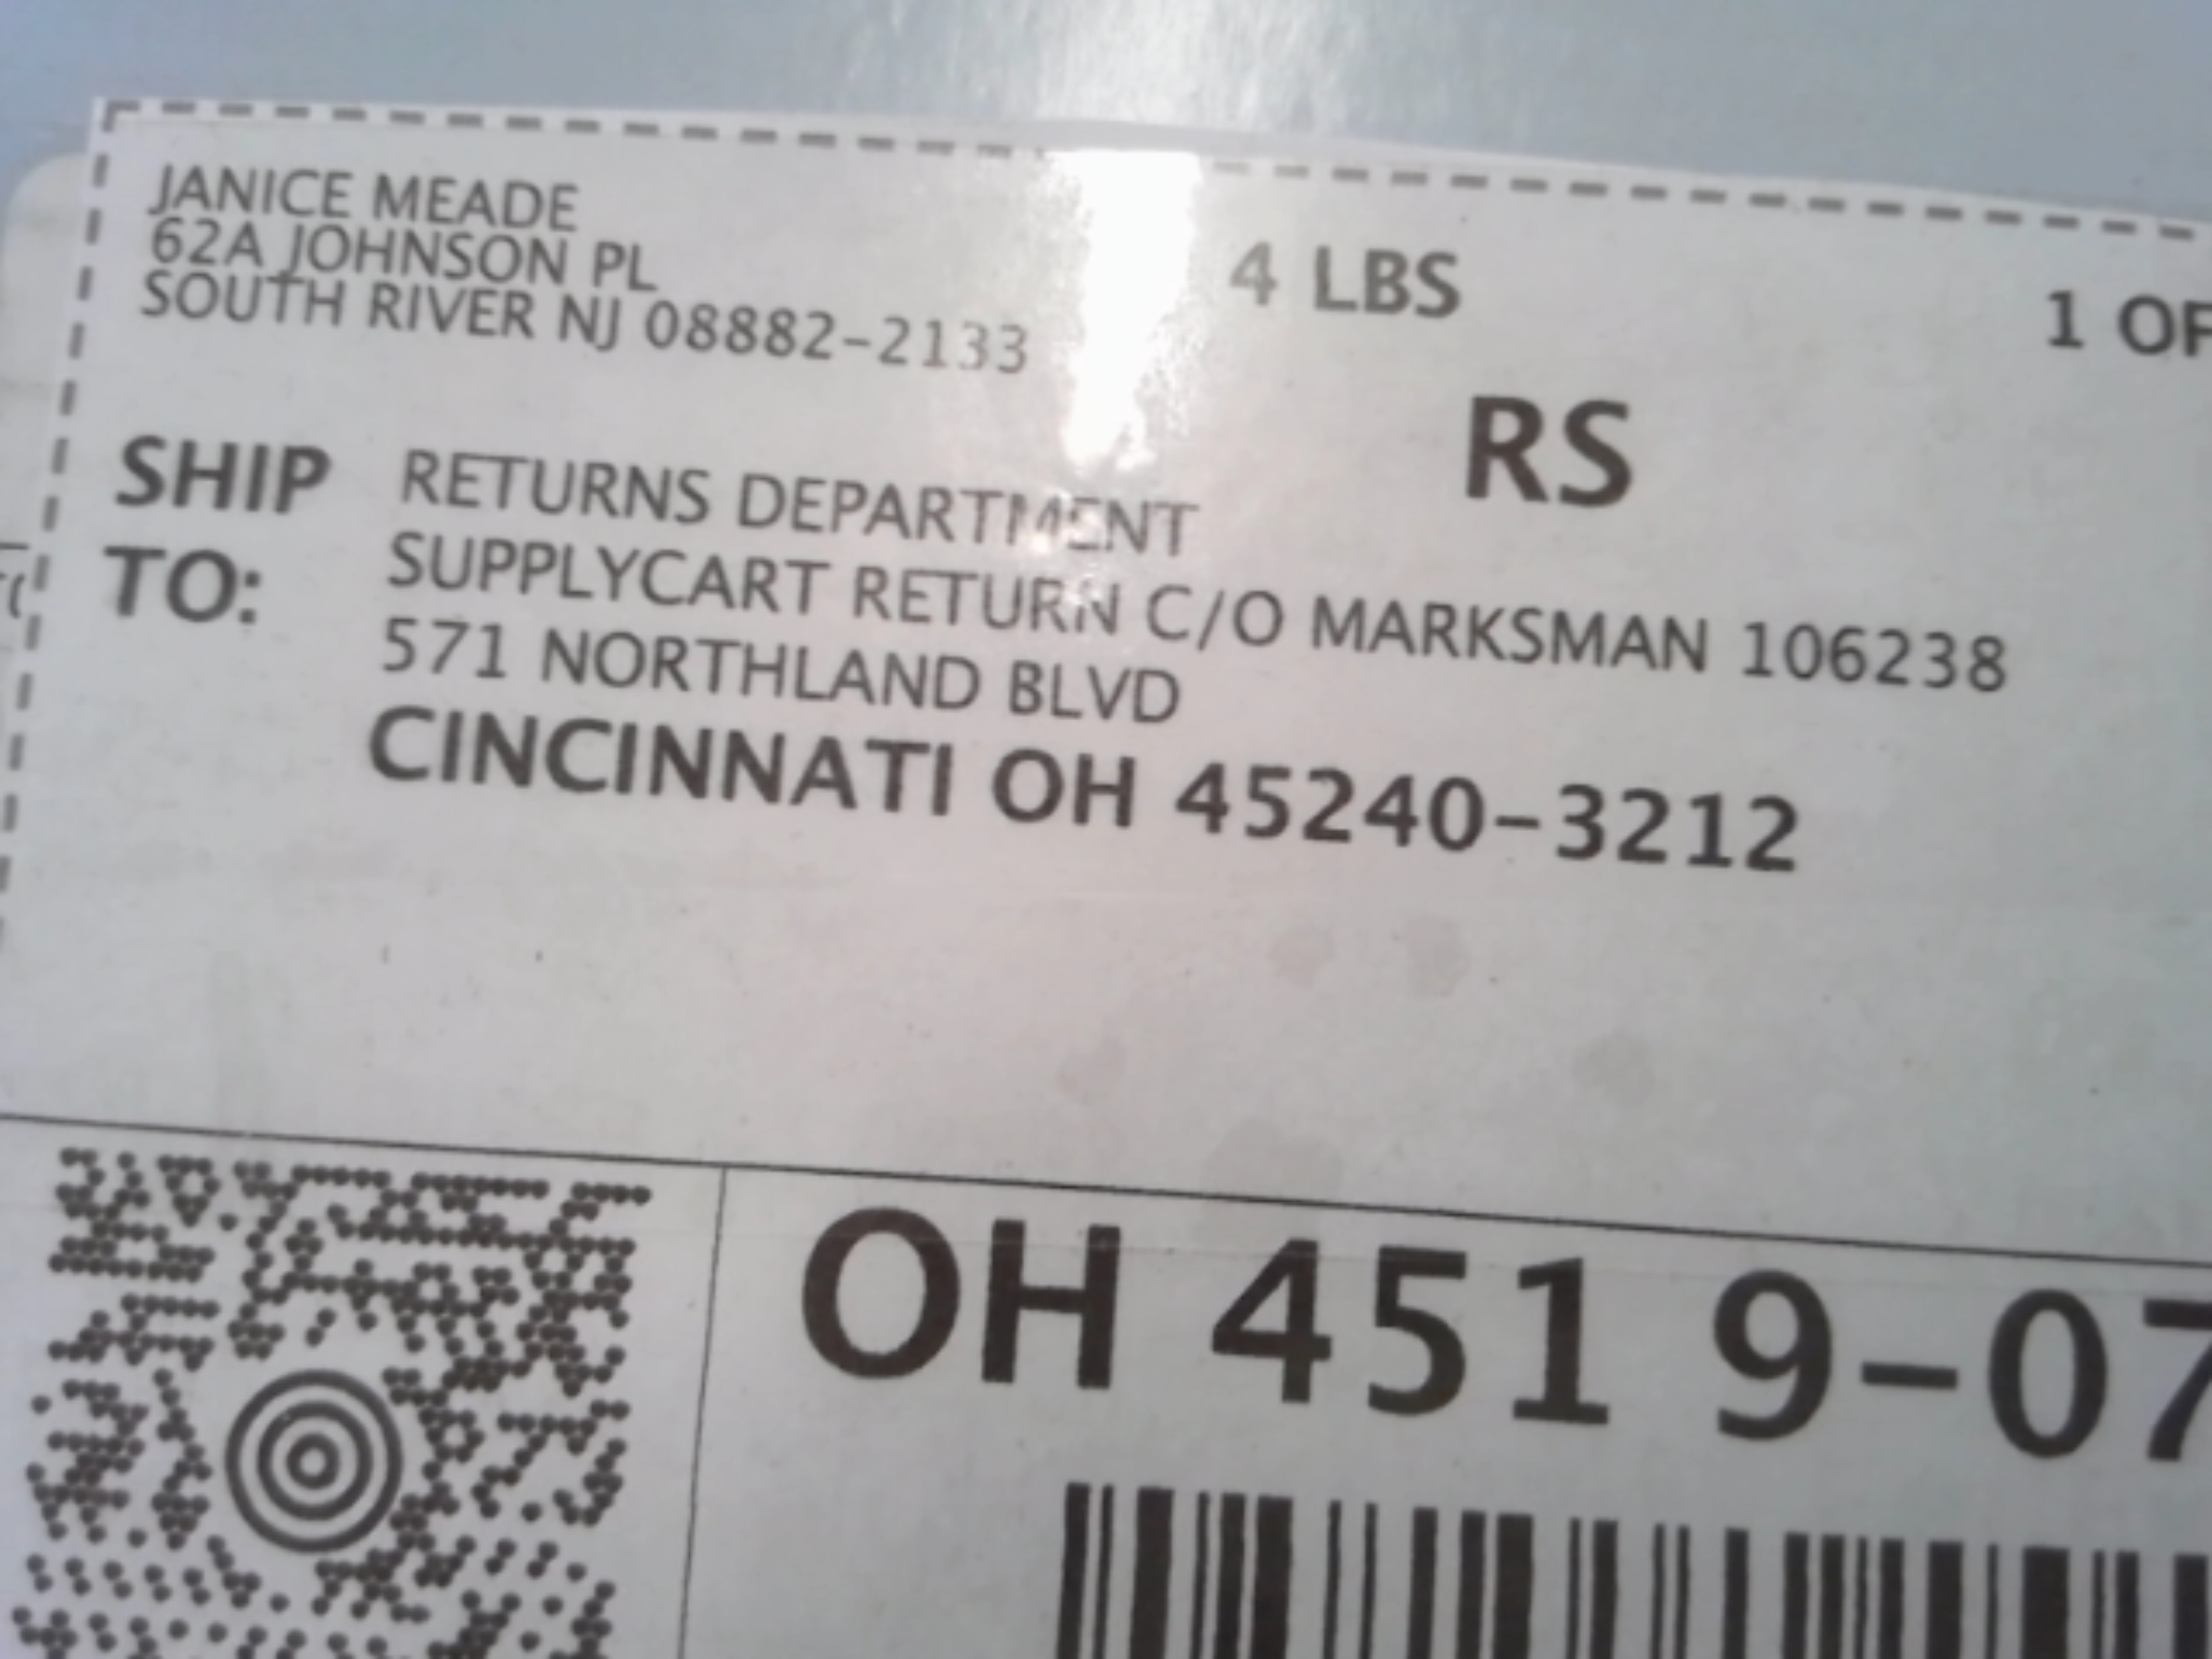 JANICE MEADE
62A JOHNSON PL
SOUTH RIVER NJ 08882-2133
4 LBS
1 OF
RS
SHIP TO:
RETURNS DEPARTMENT
SUPPLYCART RETURN C/O MARKSMAN 106238
571 NORTHLAND BLVD
CINCINNATI OH 45240-3212
OH 451 9-07